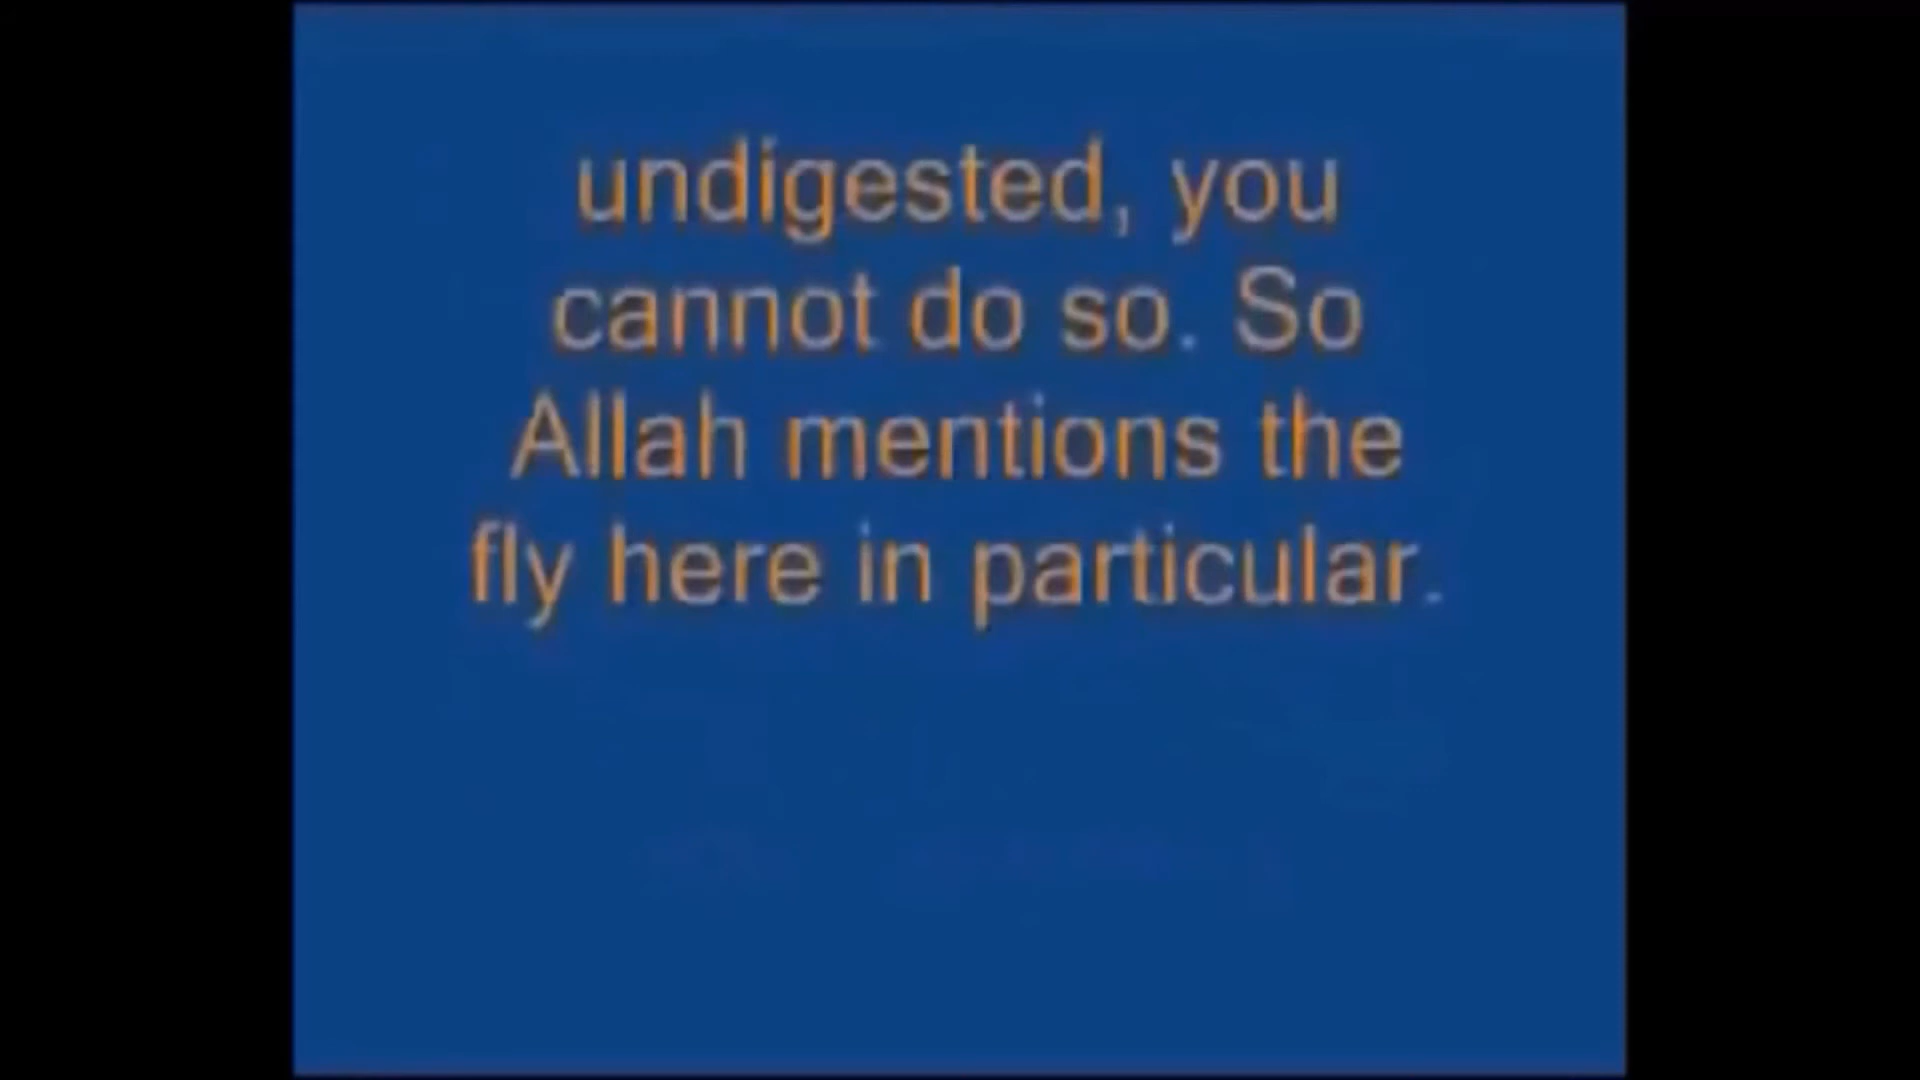 undigested, you
cannot do so. So
Allah mentions the
fly here in particular.